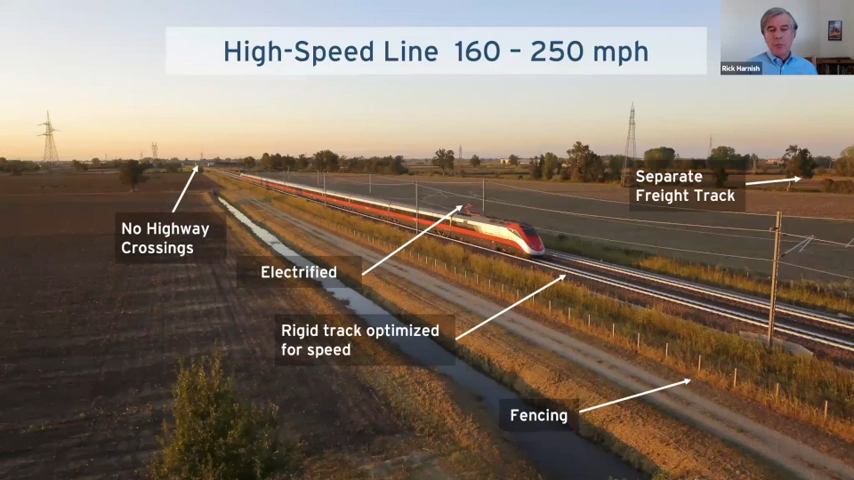 High-Speed Line 160 – 250 mph
Rick Harnish
Separate
Freight Track
No Highway
Crossings
Electrified
Rigid track optimized
for speed
Fencing